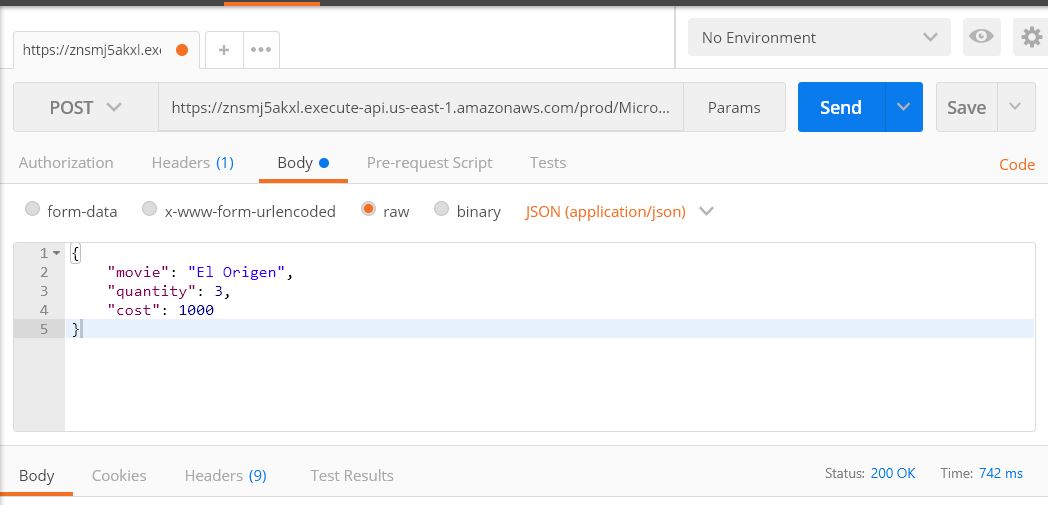 https://znsmj5akxl.exe
+
•••
No Environment
POST
https://znsmj5akxl.execute-api.us-east-1.amazonaws.com/prod/Micro...
Params
Send
Save
Authorization
Headers (1)
Body
Pre-request Script
Tests
Code
form-data
x-www-form-urlencoded
raw
binary
JSON (application/json)
1 {
2 "movie": "El Origen",
3 "quantity": 3,
4 "cost": 1000
5 }
Body
Cookies
Headers (9)
Test Results
Status: 200 OK
Time: 742 ms